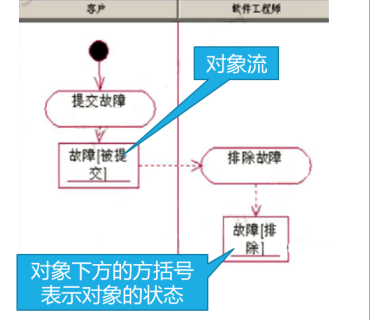 客户
软件工程师
对象流
提交故障
故障[被提
交]
排除故障
故障[排
除]
对象下方的方括号
表示对象的状态